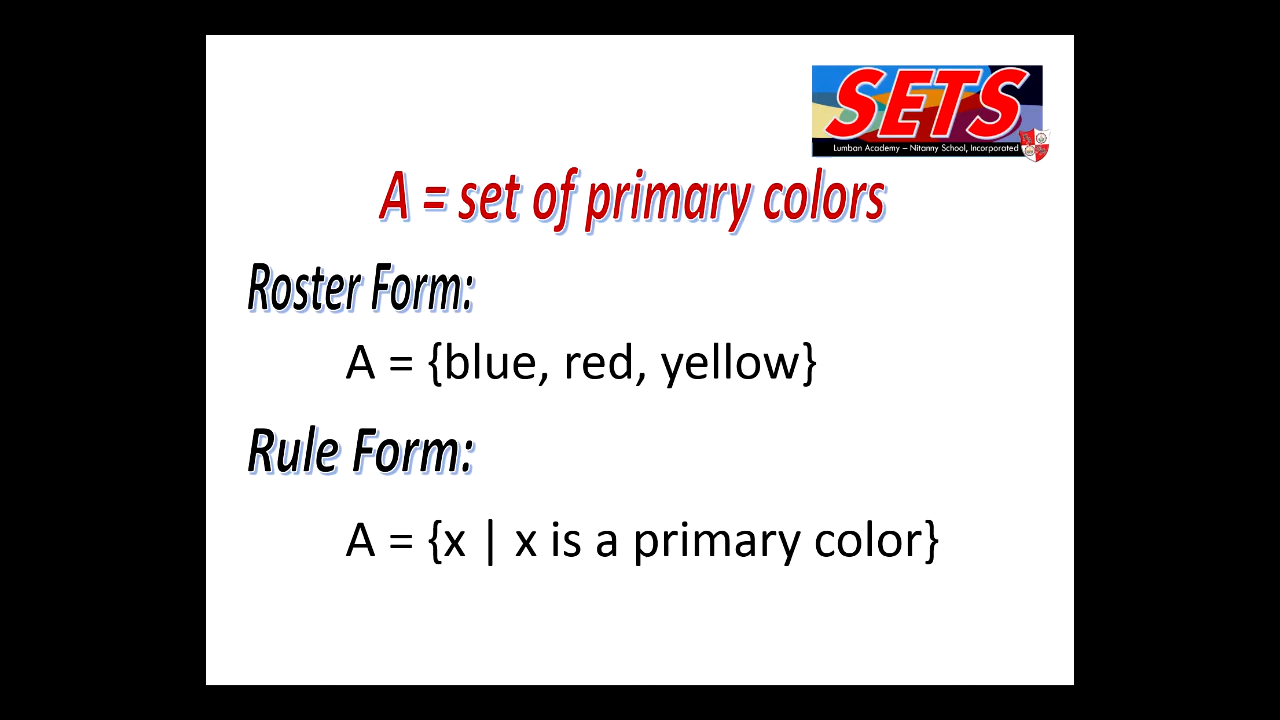 SETS
Lumban Academy – Nitanny School, Incorporated
A = set of primary colors
Roster Form:
A = {blue, red, yellow}
Rule Form:
A = {x | x is a primary color}